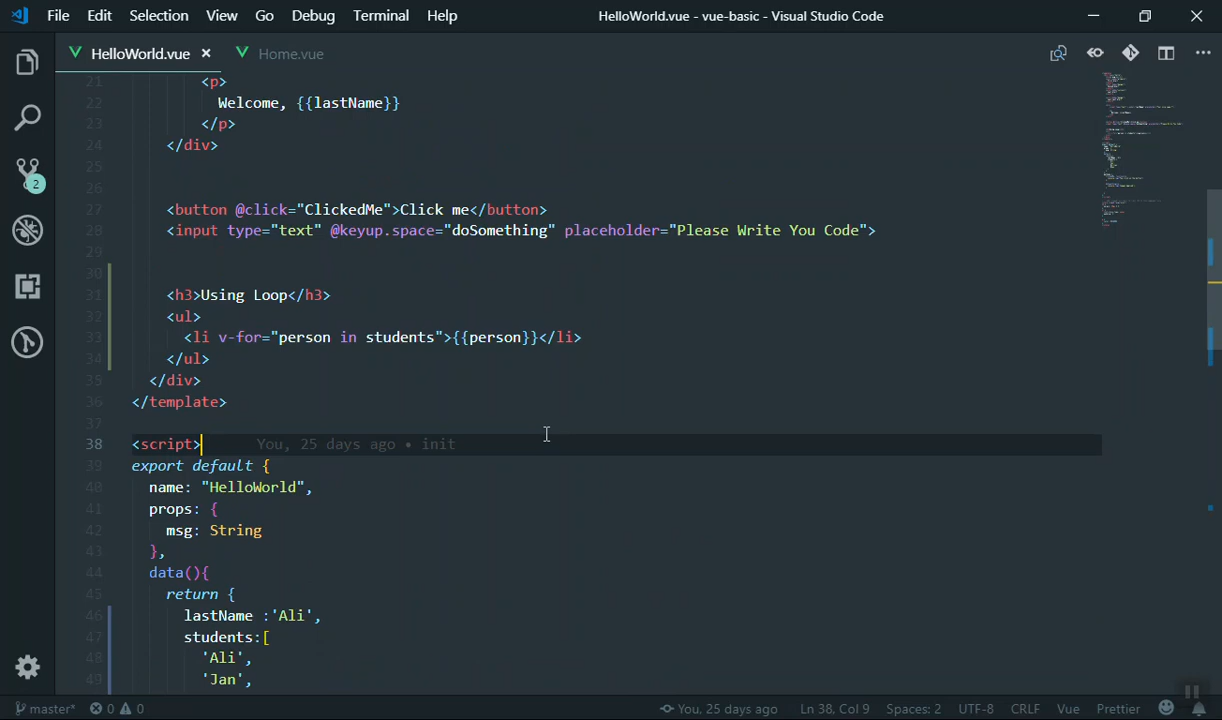 File Edit Selection View Go Debug Terminal Help HelloWorld.vue - vue-basic - Visual Studio Code
HelloWorld.vue × Home.vue
21 <p>
22 Welcome, {{lastName}}
23 </p>
24 </div>
25
26
27 <button @click="ClickedMe">Click me</button>
28 <input type="text" @keyup.space="doSomething" placeholder="Please Write You Code">
29
30
31 <h3>Using Loop</h3>
32 <ul>
33 <li v-for="person in students">{{person}}</li>
34 </ul>
35 </div>
36 </template>
37
38 <script> You, 25 days ago • init
39 export default {
40 name: "HelloWorld",
41 props: {
42 msg: String
43 },
44 data(){
45 return {
46 lastName :'Ali',
47 students:[
48 'Ali',
49 'Jan',
2
master* 0 0 You, 25 days ago Ln 38, Col 9 Spaces: 2 UTF-8 CRLF Vue Prettier